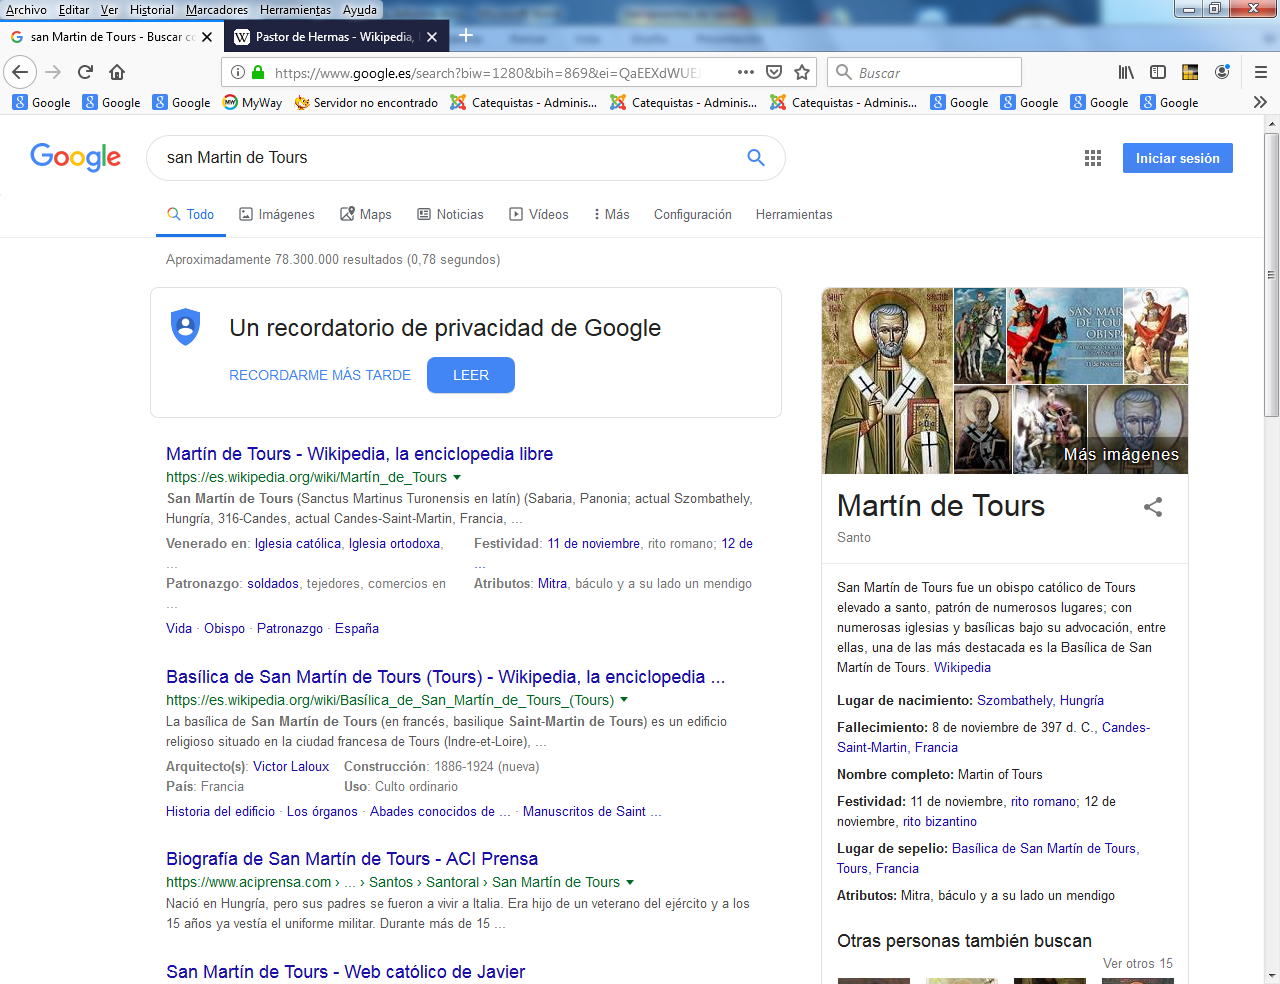 Archivo Editar Ver Historial Marcadores Herramientas Ayuda
san Martin de Tours - Buscar co
Pastor de Hermas - Wikipedia,
https://www.google.es/search?biw=1280&bih=869&ei=QaEEXdWUE
Buscar
Google Google Google MyWay Servidor no encontrado Catequistas - Adminis... Catequistas - Adminis... Catequistas - Adminis... Google Google Google Google
Google
san Martin de Tours
Iniciar sesión
Todo Imágenes Maps Noticias Vídeos Más Configuración Herramientas
Aproximadamente 78.300.000 resultados (0,78 segundos)
Un recordatorio de privacidad de Google
RECORDARME MÁS TARDE LEER
Martín de Tours - Wikipedia, la enciclopedia libre
https://es.wikipedia.org/wiki/Martín_de_Tours
San Martín de Tours (Sanctus Martinus Turonensis en latín) (Sabaria, Panonia; actual Szombathely,
Hungría, 316-Candes, actual Candes-Saint-Martin, Francia, ...
Venerado en: Iglesia católica, Iglesia ortodoxa,
...
Festividad: 11 de noviembre, rito romano; 12 de
...
Patronazgo: soldados, tejedores, comercios en
...
Atributos: Mitra, báculo y a su lado un mendigo
Vida · Obispo · Patronazgo · España
Basílica de San Martín de Tours (Tours) - Wikipedia, la enciclopedia ...
https://es.wikipedia.org/wiki/Basílica_de_San_Martín_de_Tours_(Tours)
La basílica de San Martín de Tours (en francés, basilique Saint-Martin de Tours) es un edificio
religioso situado en la ciudad francesa de Tours (Indre-et-Loire), ...
Arquitecto(s): Victor Laloux Construcción: 1886-1924 (nueva)
País: Francia Uso: Culto ordinario
Historia del edificio · Los órganos · Abades conocidos de ... · Manuscritos de Saint ...
Biografía de San Martín de Tours - ACI Prensa
https://www.aciprensa.com › ... › Santos › Santoral › San Martín de Tours
Nació en Hungría, pero sus padres se fueron a vivir a Italia. Era hijo de un veterano del ejército y a los
15 años ya vestía el uniforme militar. Durante más de 15 ...
San Martín de Tours - Web católico de Javier
SAN MAR
DE TOU
OBISP
Más imágenes
Martín de Tours
Santo
San Martín de Tours fue un obispo católico de Tours
elevado a santo, patrón de numerosos lugares; con
numerosas iglesias y basílicas bajo su advocación, entre
ellas, una de las más destacada es la Basílica de San
Martín de Tours. Wikipedia
Lugar de nacimiento: Szombathely, Hungría
Fallecimiento: 8 de noviembre de 397 d. C., Candes-
Saint-Martin, Francia
Nombre completo: Martin of Tours
Festividad: 11 de noviembre, rito romano; 12 de
noviembre, rito bizantino
Lugar de sepelio: Basílica de San Martín de Tours,
Tours, Francia
Atributos: Mitra, báculo y a su lado un mendigo
Otras personas también buscan
Ver otros 15